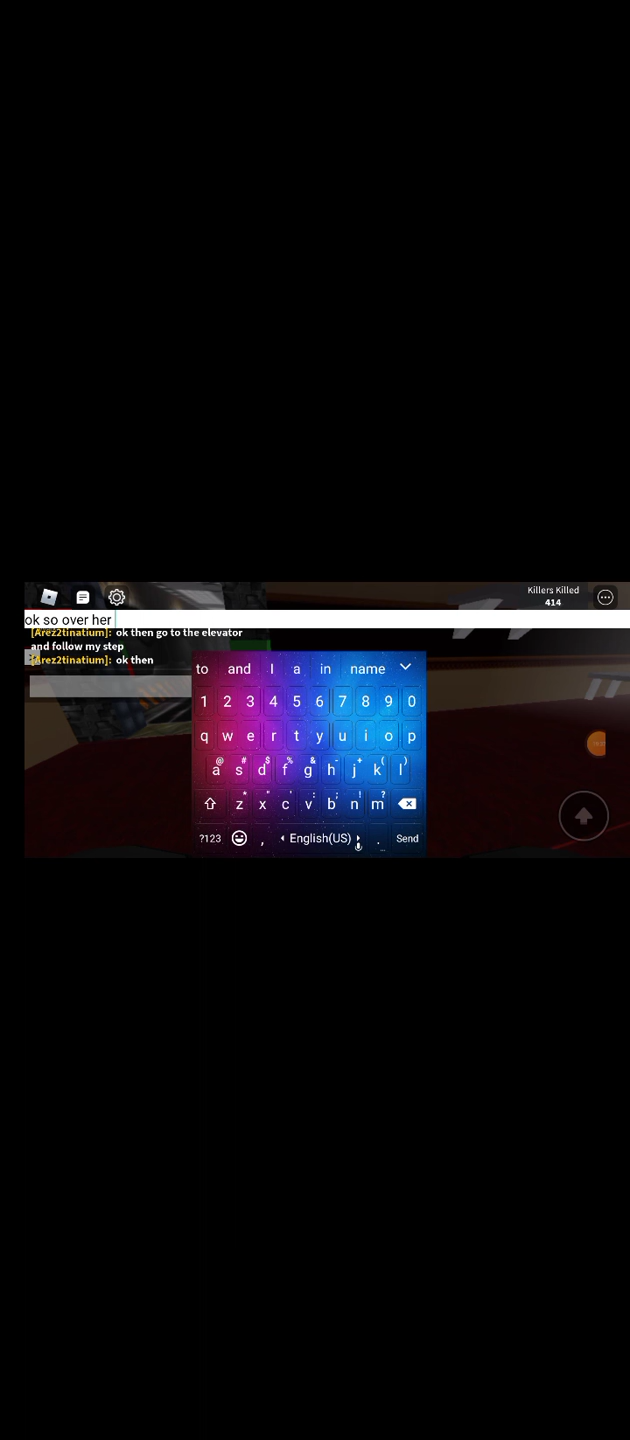 Killers Killed
414
ok so over her
[Arez2tinatium]: ok then go to the elevator
and follow my step
[Arez2tinatium]: ok then
to and I a in name
1 2 3 4 5 6 7 8 9 0
q w e r t y u i o p
@ # $ % & - + ( )
a s d f g h j k l
* " ' : ; ! ?
z x c v b n m
?123 , English(US) . Send